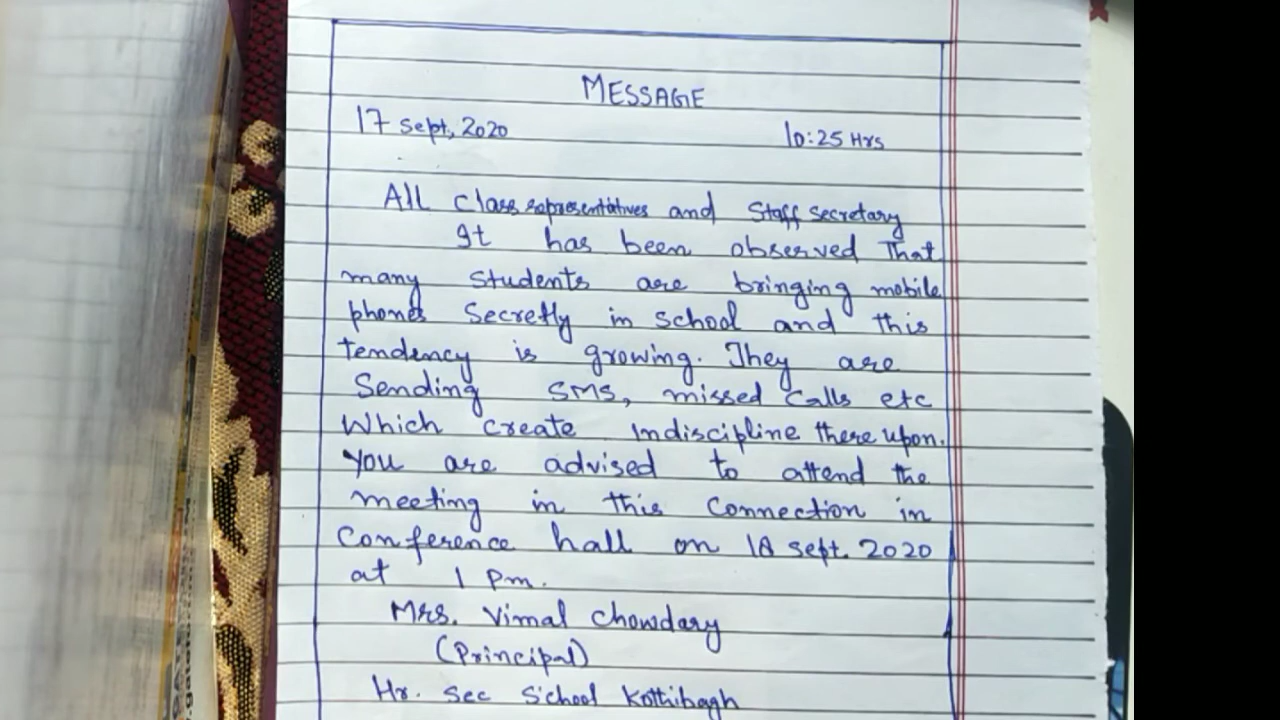 MESSAGE
17 Sept, 2020 10:25 Hrs
All Class representatives and Staff secretary
It has been observed That
many Students are bringing mobile
phones Secretly in school and this
tendency is growing. They are
Sending SMS, missed Calls etc
Which create indiscipline there upon.
You are advised to attend the
meeting in this Connection in
Conference hall on 18 sept. 2020
at 1 Pm.
Mrs. Vimal Chowdary
(Principal)
Hr. Sec School Kothibagh